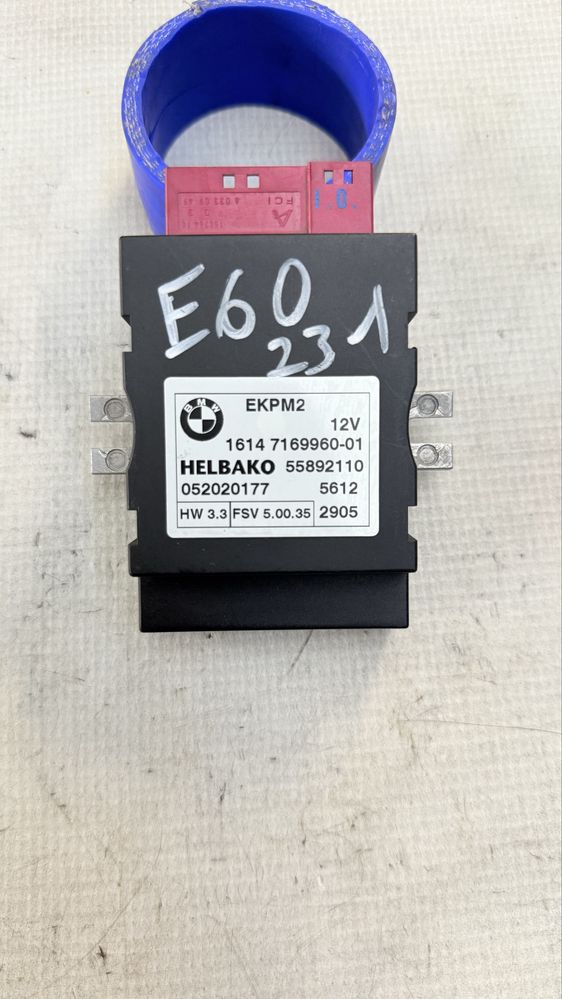 FCI
I.O.
E60
231
BMW
EKPM2
12V
1614 7169960-01
HELBAKO 55892110
052020177 5612
HW 3.3 FSV 5.00.35 2905